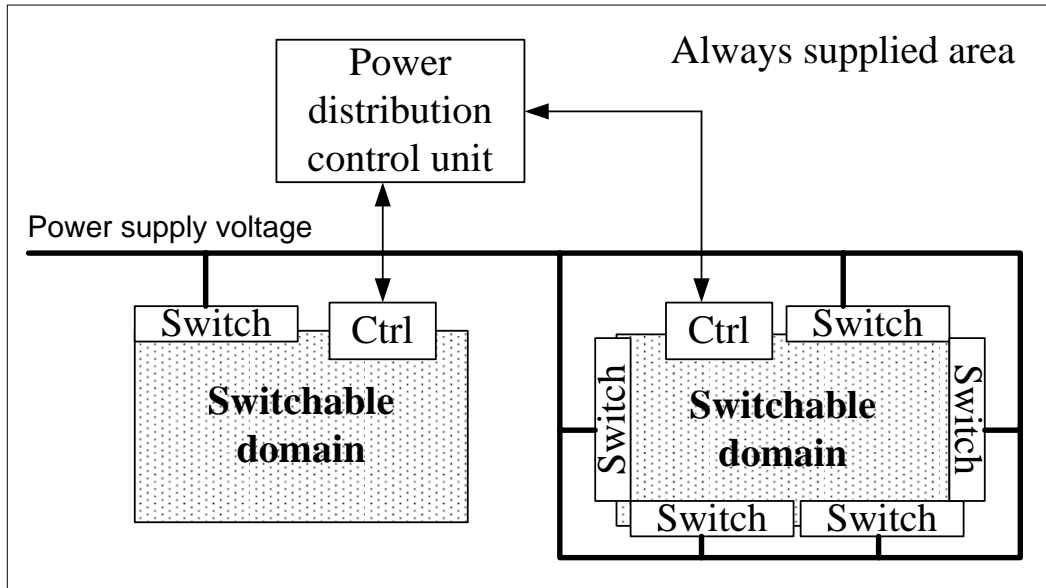 Power
distribution
control unit
Always supplied area
Power supply voltage
Switch
Ctrl
Switchable
domain
Ctrl
Switch
Switch
Switch
Switchable
domain
Switch
Switch